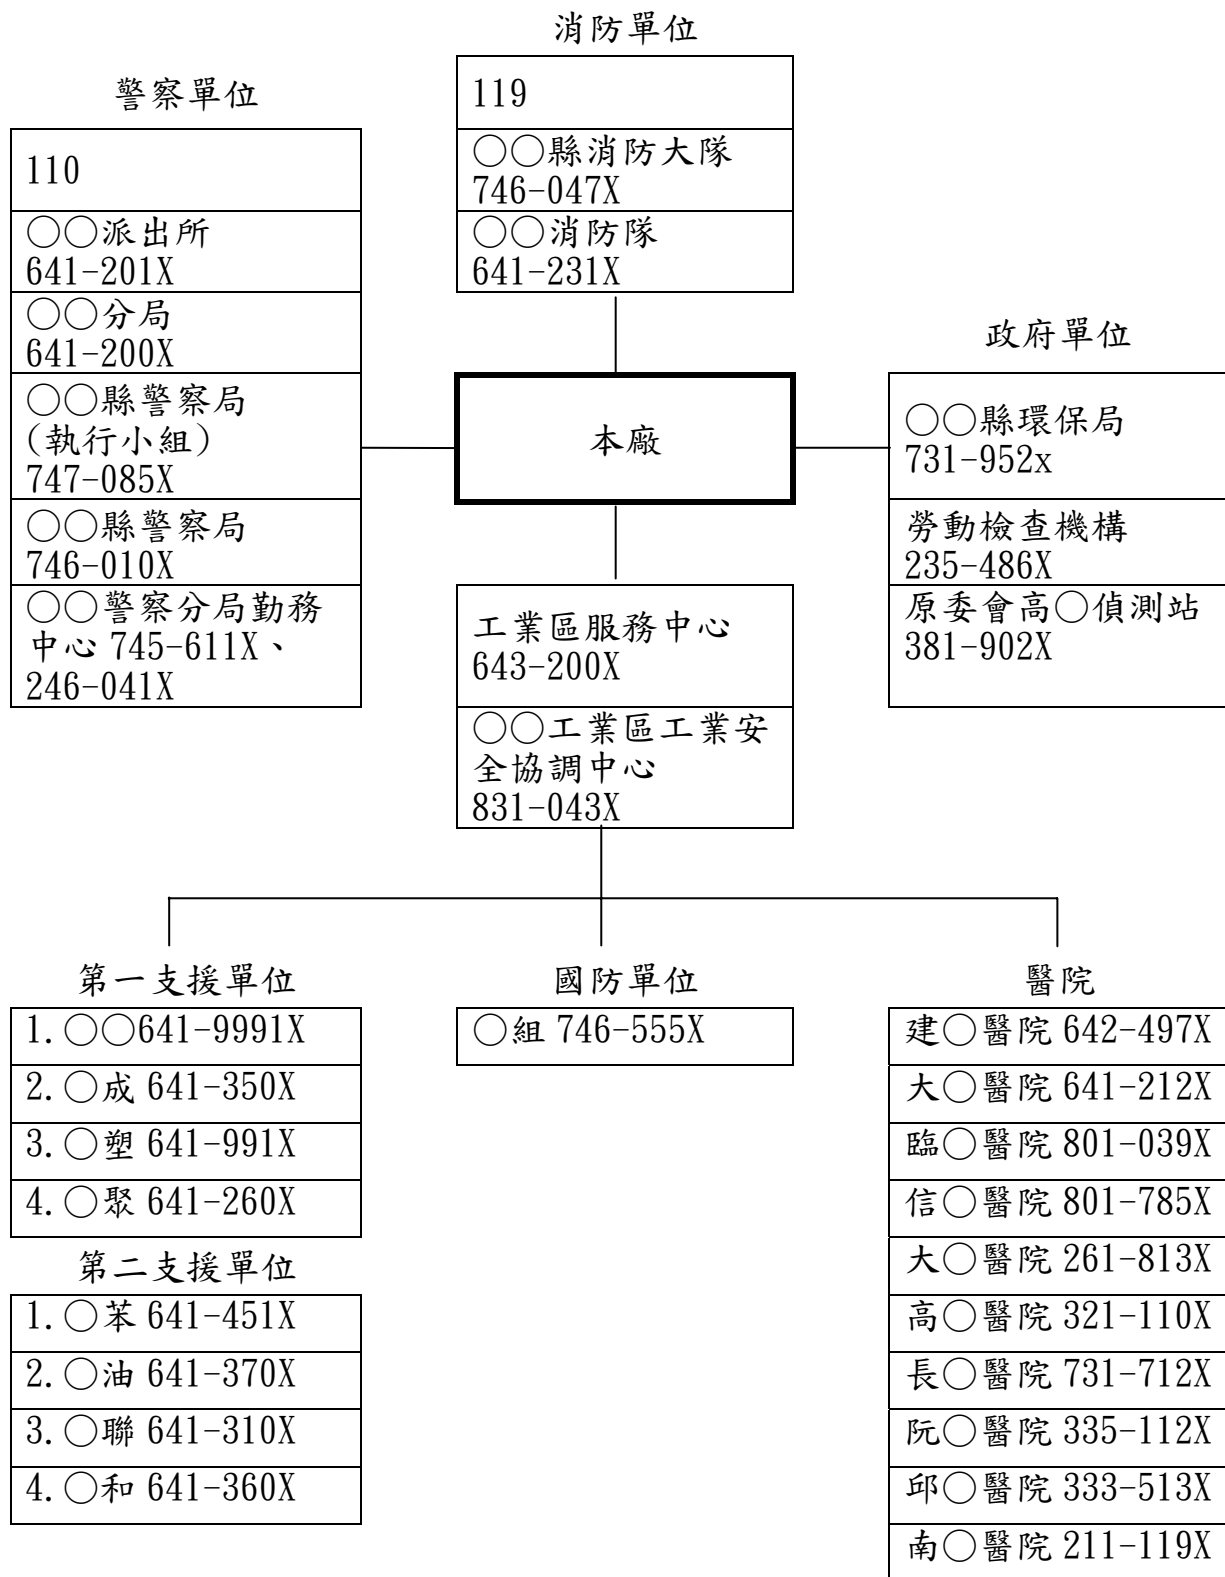 消防單位
119
○○縣消防大隊
746-047X
○○消防隊
641-231X
警察單位
110
○○派出所
641-201X
○○分局
641-200X
○○縣警察局
(執行小組)
747-085X
○○縣警察局
746-010X
○○警察分局勤務
中心 745-611X、
246-041X
本廠
政府單位
○○縣環保局
731-952x
勞動檢查機構
235-486X
原委會高○偵測站
381-902X
工業區服務中心
643-200X
○○工業區工業安
全協調中心
831-043X
第一支援單位
1. ○○641-9991X
2. ○成 641-350X
3. ○塑 641-991X
4. ○聚 641-260X
第二支援單位
1. ○苯 641-451X
2. ○油 641-370X
3. ○聯 641-310X
4. ○和 641-360X
國防單位
○組 746-555X
醫院
建○醫院 642-497X
大○醫院 641-212X
臨○醫院 801-039X
信○醫院 801-785X
大○醫院 261-813X
高○醫院 321-110X
長○醫院 731-712X
阮○醫院 335-112X
邱○醫院 333-513X
南○醫院 211-119X